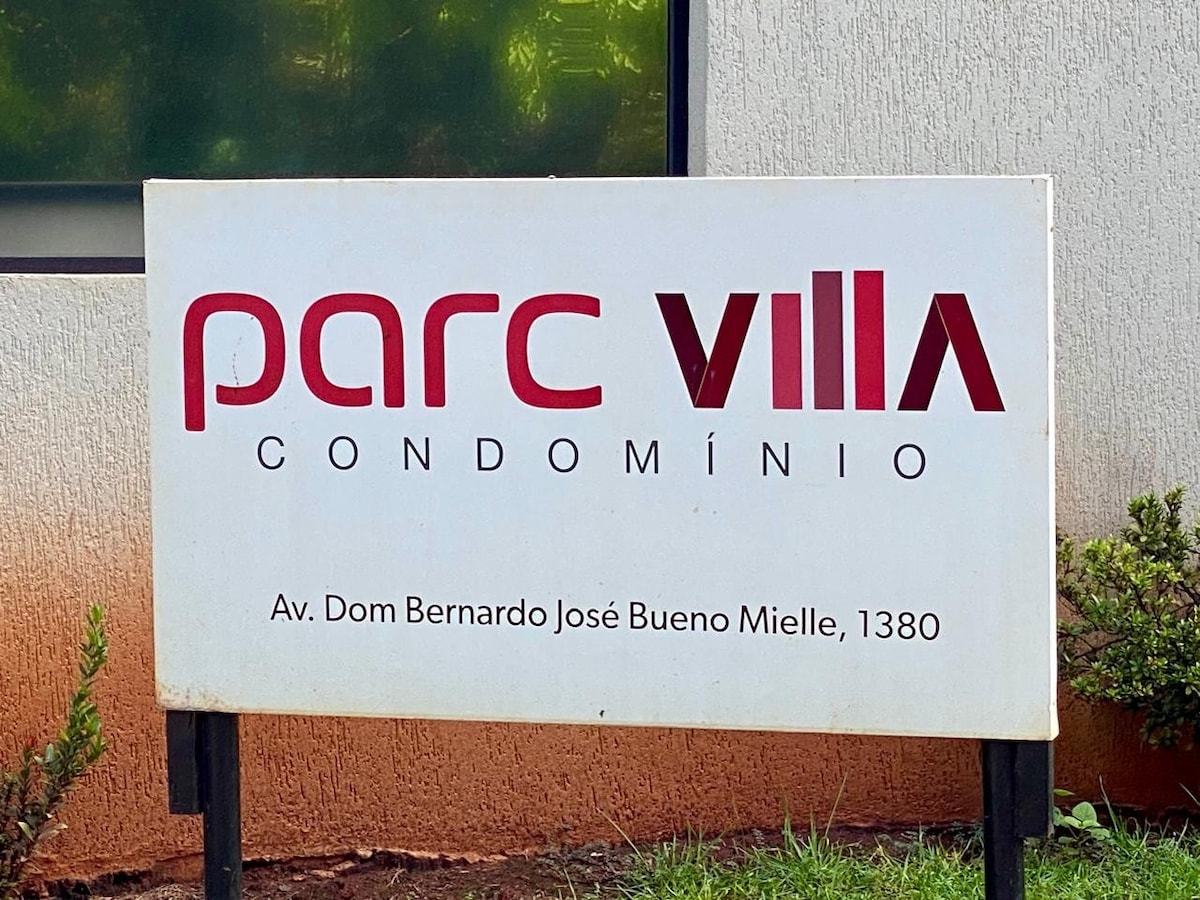 parc villa
CONDOMÍNIO
Av. Dom Bernardo José Bueno Mielle, 1380